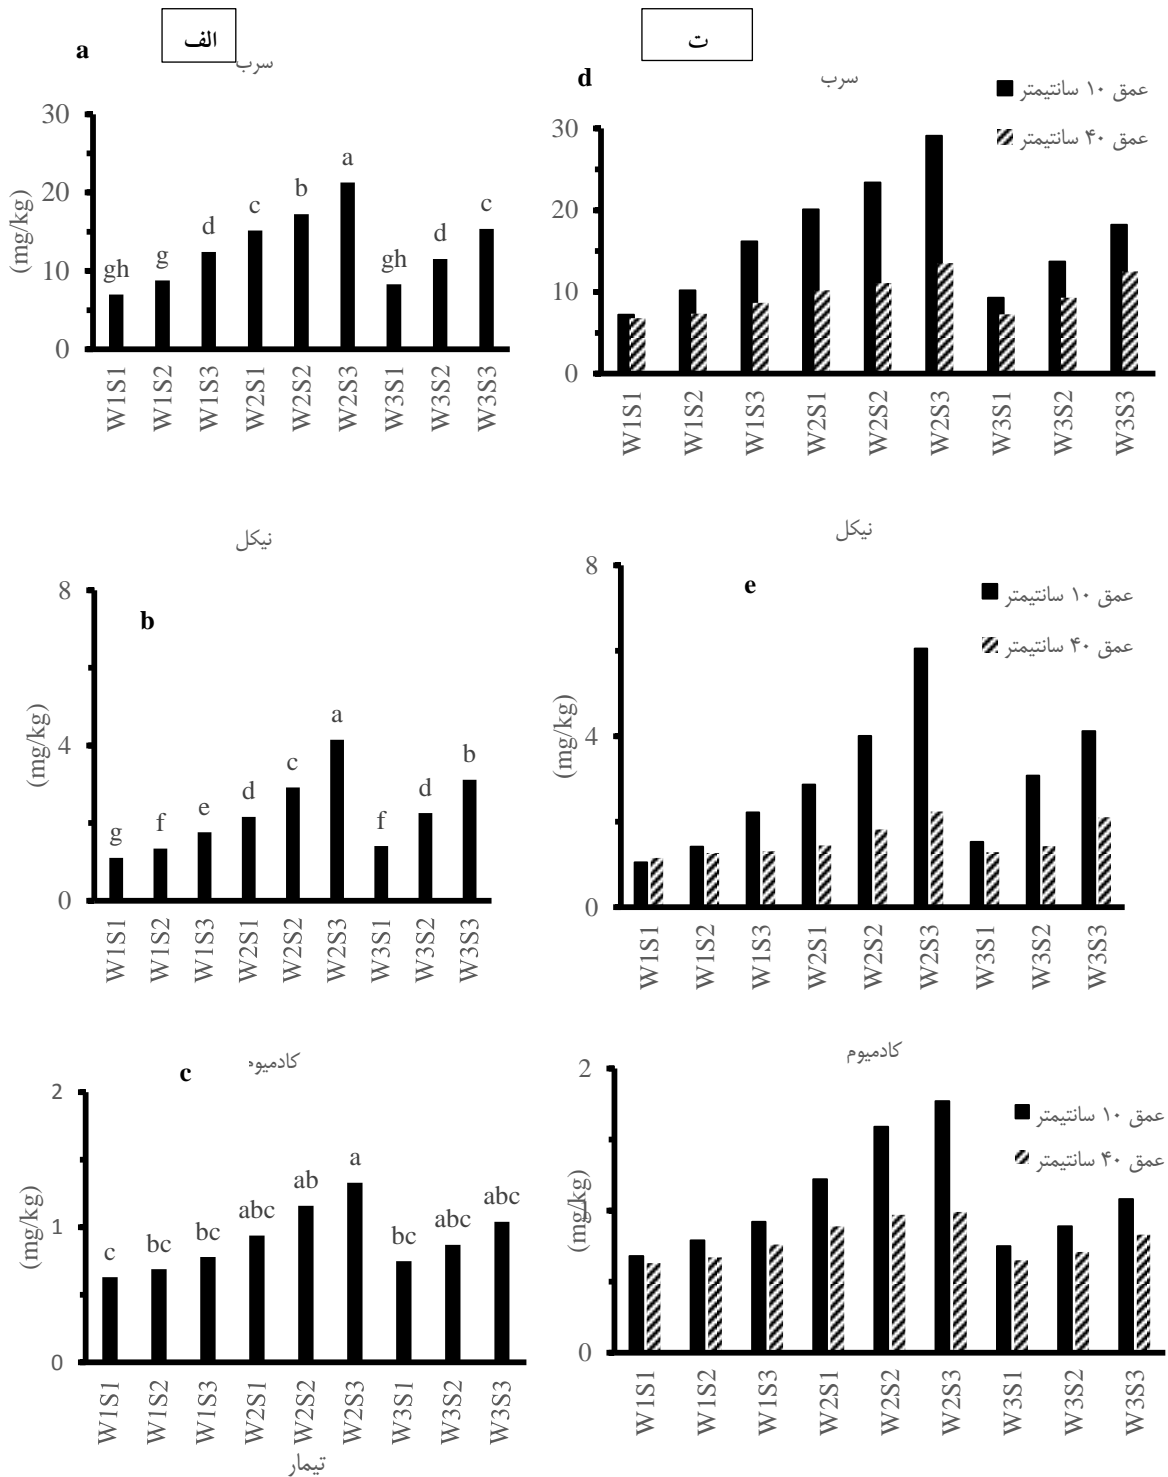 الف
a
سرب
30
20
10
0
(mg/kg)
gh
g
d
c
b
a
gh
d
c
W1S1
W1S2
W1S3
W2S1
W2S2
W2S3
W3S1
W3S2
W3S3
ت
d
سرب
عمق ۱۰ سانتیمتر
عمق ۴۰ سانتیمتر
30
20
10
0
(mg/kg)
W1S1
W1S2
W1S3
W2S1
W2S2
W2S3
W3S1
W3S2
W3S3
نیکل
b
8
4
0
(mg/kg)
g
f
e
d
c
a
f
d
b
W1S1
W1S2
W1S3
W2S1
W2S2
W2S3
W3S1
W3S2
W3S3
نیکل
e
عمق ۱۰ سانتیمتر
عمق ۴۰ سانتیمتر
8
4
0
(mg/kg)
W1S1
W1S2
W1S3
W2S1
W2S2
W2S3
W3S1
W3S2
W3S3
کادمیوم
c
2
1
0
(mg/kg)
c
bc
bc
abc
ab
a
bc
abc
abc
W1S1
W1S2
W1S3
W2S1
W2S2
W2S3
W3S1
W3S2
W3S3
تیمار
کادمیوم
عمق ۱۰ سانتیمتر
عمق ۴۰ سانتیمتر
2
1
0
(mg/kg)
W1S1
W1S2
W1S3
W2S1
W2S2
W2S3
W3S1
W3S2
W3S3